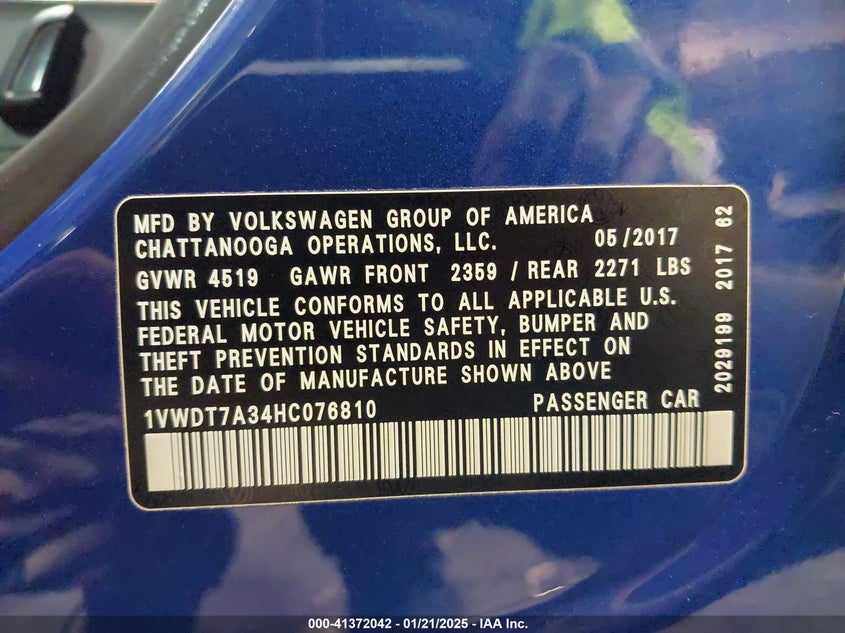 MFD BY VOLKSWAGEN GROUP OF AMERICA
CHATTANOOGA OPERATIONS, LLC. 05/2017
GVWR 4519 GAWR FRONT 2359 / REAR 2271 LBS
THIS VEHICLE CONFORMS TO ALL APPLICABLE U.S.
FEDERAL MOTOR VEHICLE SAFETY, BUMPER AND
THEFT PREVENTION STANDARDS IN EFFECT ON
THE DATE OF MANUFACTURE SHOWN ABOVE
1VWDT7A34HC076810 PASSENGER CAR
2029199 2017 62
000-41372042 - 01/21/2025 - IAA Inc.